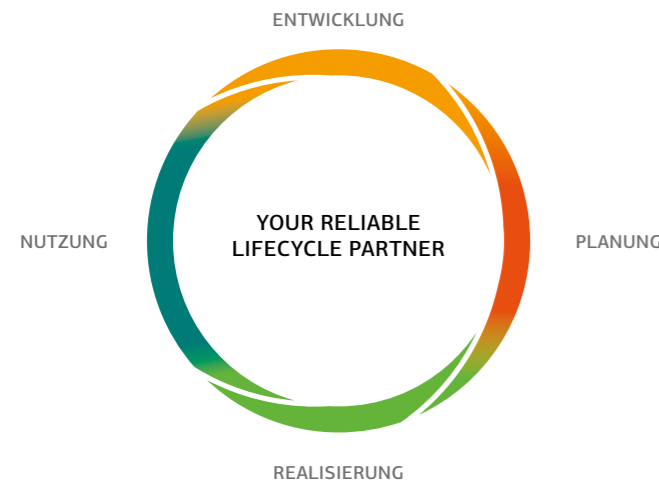 ENTWICKLUNG
YOUR RELIABLE
LIFECYCLE PARTNER
NUTZUNG
PLANUNG
REALISIERUNG